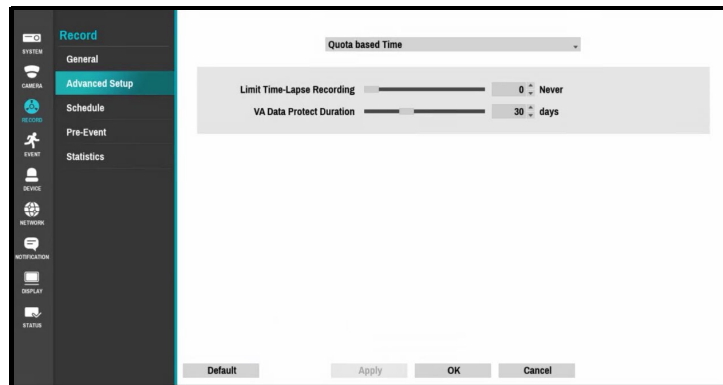 SYSTEM
CAMERA
RECORD
EVENT
DEVICE
NETWORK
NOTIFICATION
DISPLAY
STATUS
Record
General
Advanced Setup
Schedule
Pre-Event
Statistics
Quota based Time
Limit Time-Lapse Recording 0 Never
VA Data Protect Duration 30 days
Default Apply OK Cancel